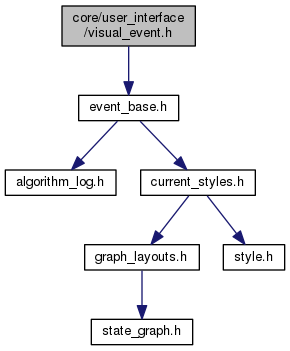 core/user_interface
/visual_event.h
event_base.h
algorithm_log.h
current_styles.h
graph_layouts.h
style.h
state_graph.h